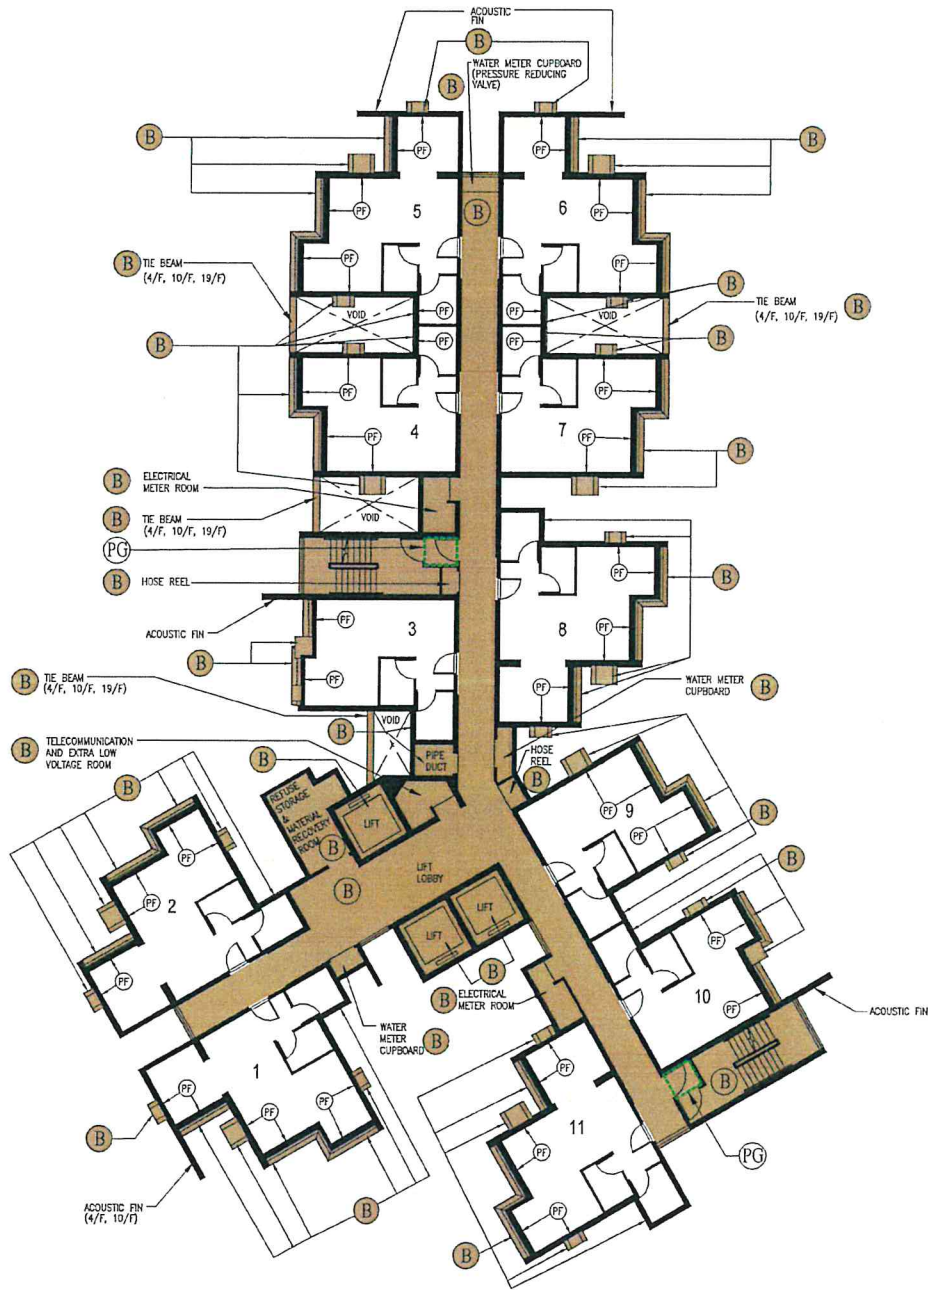 ACOUSTIC
FIN
B
B
WATER METER CUPBOARD
(PRESSURE REDUCING
VALVE)
PF
PF
B
B
PF
5
6
PF
B
B
TIE BEAM
(4/F, 10/F, 19/F)
PF
PF
VOID
PF
PF
TIE BEAM
(4/F, 10/F, 19/F)
B
B
PF
PF
B
PF
PF
4
7
PF
PF
B
B
ELECTRICAL
METER ROOM
VOID
B
TIE BEAM
(4/F, 10/F, 19/F)
PG
B
HOSE REEL
PF
B
ACOUSTIC FIN
PF
3
8
PF
B
PF
PF
B
TIE BEAM
(4/F, 10/F, 19/F)
WATER METER
CUPBOARD
B
VOID
B
B
TELECOMMUNICATION
AND EXTRA LOW
VOLTAGE ROOM
B
PIPE
DUCT
HOSE
REEL
B
B
REFUSE
STORAGE
&
MATERIAL
RECOVERY
ROOM
LIFT
PF
9
PF
B
PF
PF
B
LIFT
LOBBY
B
B
PF
2
PF
LIFT
LIFT
PF
10
PF
B
B
B
ELECTRICAL
METER ROOM
ACOUSTIC FIN
WATER
METER
CUPBOARD
B
1
PF
PF
PF
PF
B
B
PF
11
PG
ACOUSTIC FIN
(4/F, 10/F)
B
PF
PF
B